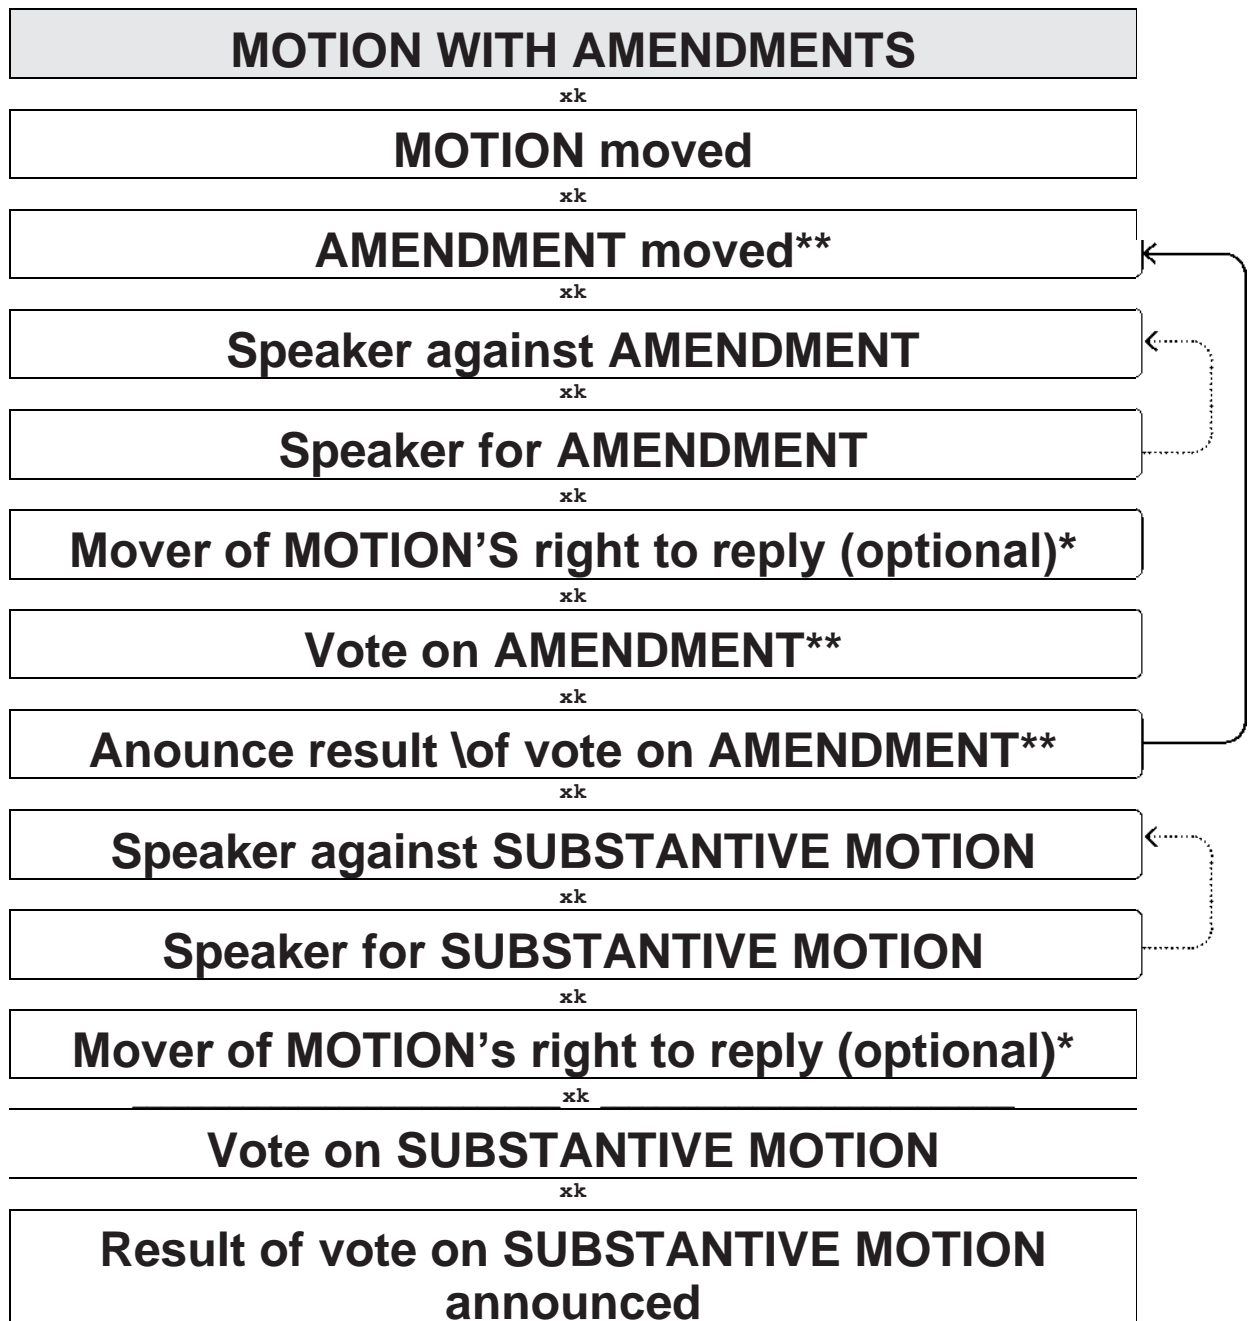 MOTION WITH AMENDMENTS
xk
MOTION moved
xk
AMENDMENT moved**
xk
Speaker against AMENDMENT
xk
Speaker for AMENDMENT
xk
Mover of MOTION'S right to reply (optional)*
xk
Vote on AMENDMENT**
xk
Anounce result \of vote on AMENDMENT**
xk
Speaker against SUBSTANTIVE MOTION
xk
Speaker for SUBSTANTIVE MOTION
xk
Mover of MOTION's right to reply (optional)*
xk
Vote on SUBSTANTIVE MOTION
xk
Result of vote on SUBSTANTIVE MOTION
announced